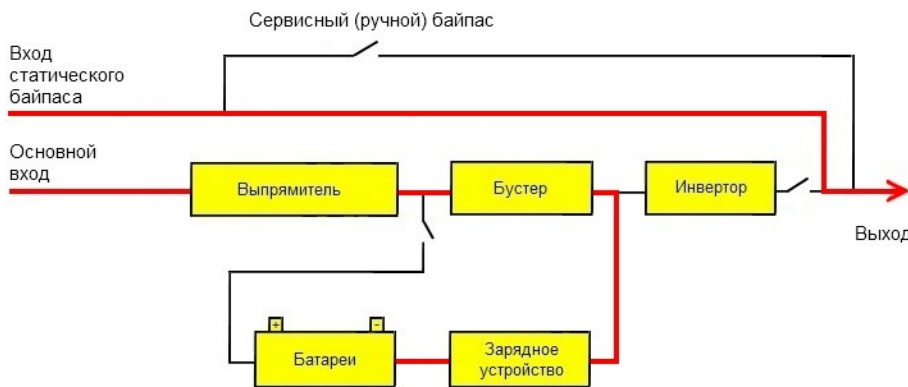 Сервисный (ручной) байпас
Вход
статического
байпаса
Основной
вход
Выпрямитель
Бустер
Инвертор
Выход
+
-
Батареи
Зарядное
устройство